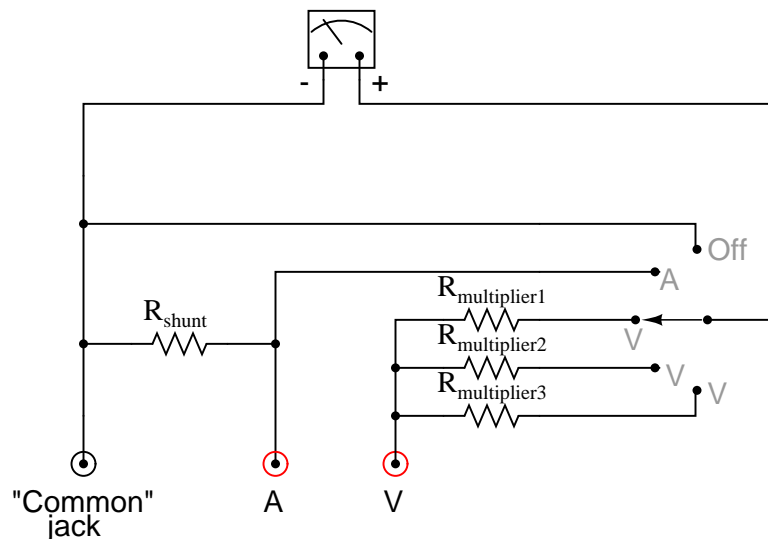 - +
Off
A
Rmultiplier1
Rshunt
V
Rmultiplier2
V
V
Rmultiplier3
"Common"
jack
A
V